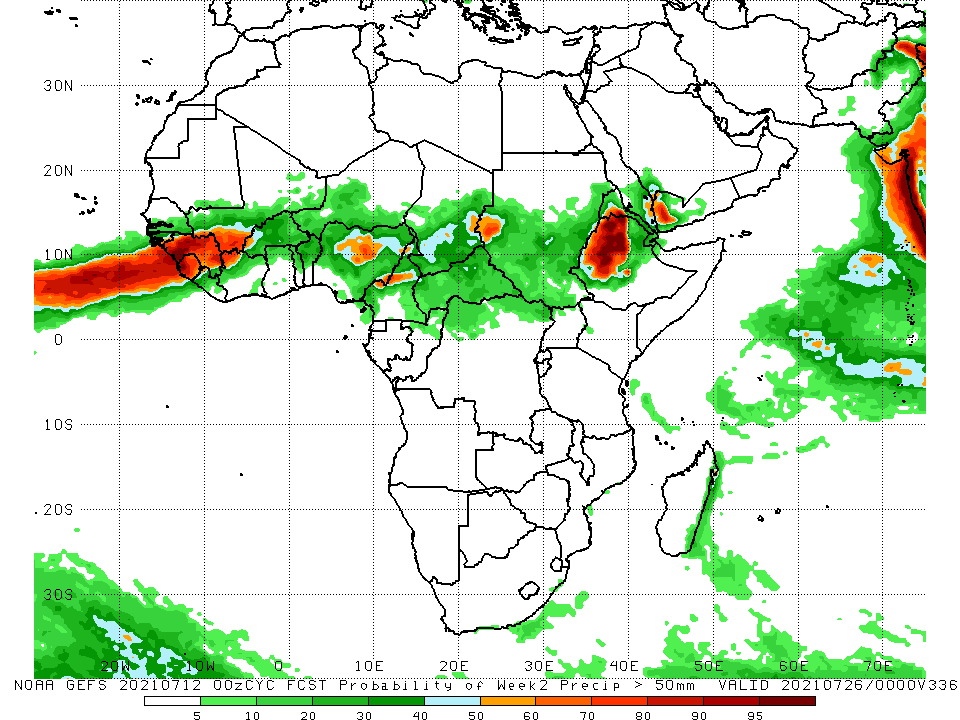 30N
20N
10N
0
10S
20S
30S
20W 10W 0 10E 20E 30E 40E 50E 60E 70E
NOAA GEFS 20210712 00zCYC FCST Probability of Week2 Precip > 50mm VALID 20210726/0000V336
5 10 20 30 40 50 60 70 80 90 95